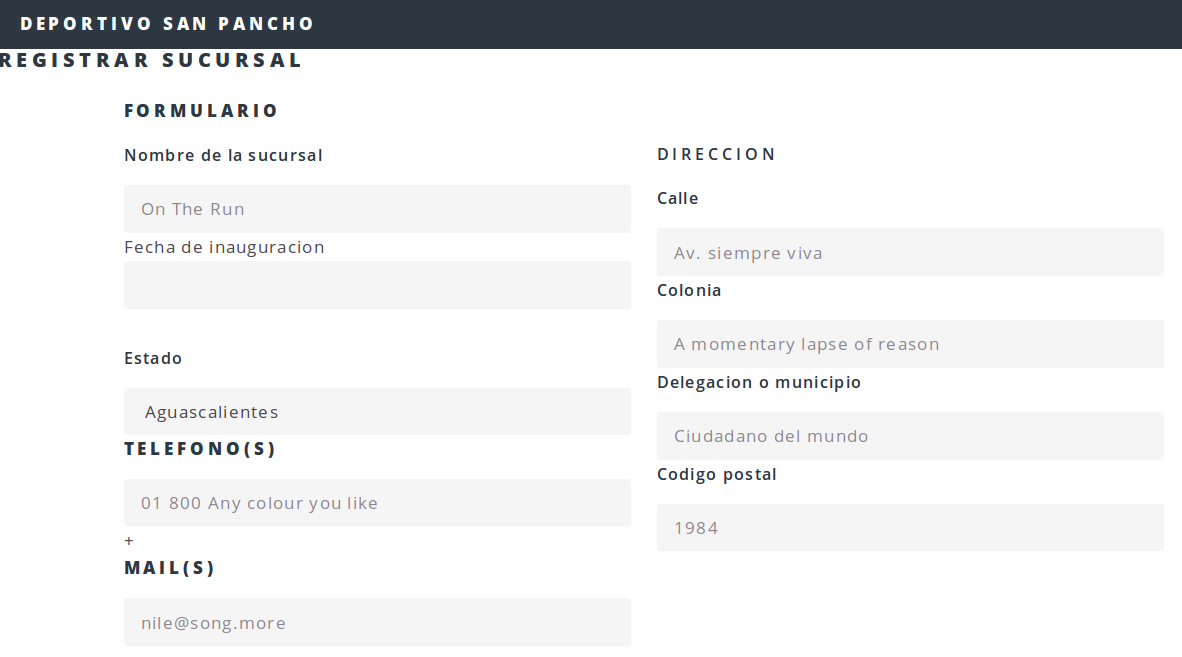 DEPORTIVO SAN PANCHO
REGISTRAR SUCURSAL
FORMULARIO
Nombre de la sucursal
On The Run
Fecha de inauguracion
Estado
Aguascalientes
TELEFONO(S)
01 800 Any colour you like
+
MAIL(S)
nile@song.more
DIRECCION
Calle
Av. siempre viva
Colonia
A momentary lapse of reason
Delegacion o municipio
Ciudadano del mundo
Codigo postal
1984